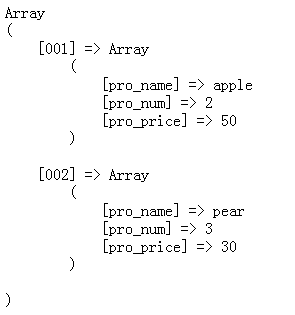 Array
(
    [001] => Array
        (
            [pro_name] => apple
            [pro_num] => 2
            [pro_price] => 50
        )

    [002] => Array
        (
            [pro_name] => pear
            [pro_num] => 3
            [pro_price] => 30
        )

)